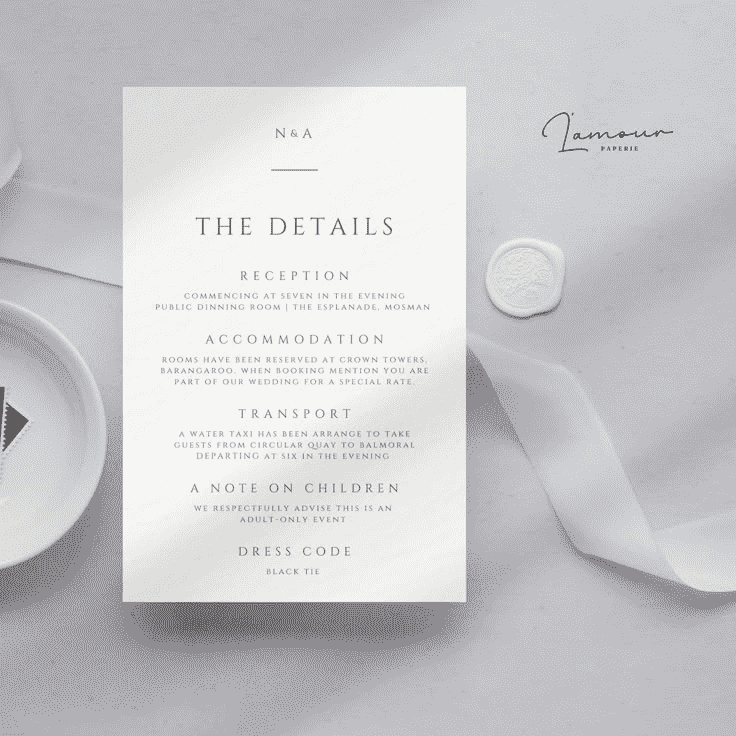 N & A
THE DETAILS
RECEPTION
COMMENCING AT SEVEN IN THE EVENING
PUBLIC DINNING ROOM | THE ESPLANADE, MOSMAN
ACCOMMODATION
ROOMS HAVE BEEN RESERVED AT CROWN TOWERS,
BARANGAROO. WHEN BOOKING MENTION YOU ARE
PART OF OUR WEDDING FOR A SPECIAL RATE.
TRANSPORT
A WATER TAXI HAS BEEN ARRANGE TO TAKE
GUESTS FROM CIRCULAR QUAY TO BALMORAL
DEPARTING AT SIX IN THE EVENING
A NOTE ON CHILDREN
WE RESPECTFULLY ADVISE THIS IS AN
ADULT-ONLY EVENT
DRESS CODE
BLACK TIE
L'amour
PAPERIE